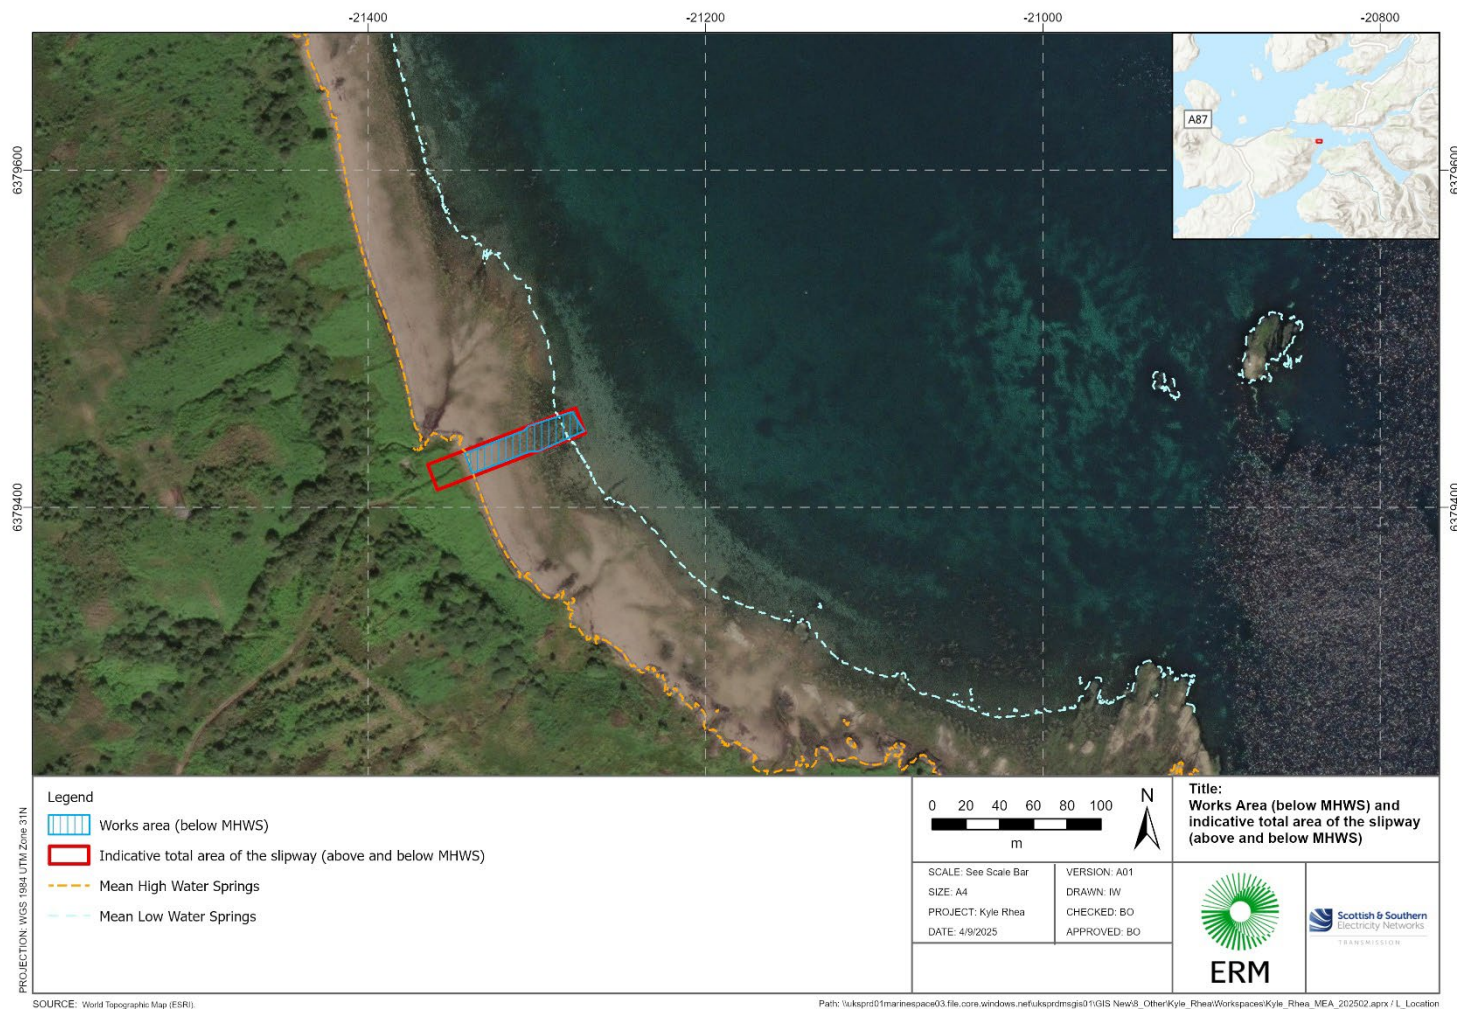 -21400
-21200
-21000
-20800
6379600
6379600
A87
6379400
6379400
Legend
Works area (below MHWS)
Indicative total area of the slipway (above and below MHWS)
Mean High Water Springs
Mean Low Water Springs
PROJECTION: WGS 1984 UTM Zone 31N
0 20 40 60 80 100
m
N
Title:
Works Area (below MHWS) and
indicative total area of the slipway
(above and below MHWS)
SCALE: See Scale Bar
VERSION: A01
SIZE: A4
DRAWN: IW
PROJECT: Kyle Rhea
CHECKED: BO
DATE: 4/9/2025
APPROVED: BO
ERM
Scottish & Southern
Electricity Networks
TRANSMISSION
SOURCE: World Topographic Map (ESRI).
Path: \\uksprd01marinespace03.file.core.windows.net\uksprdmsgis01\GIS New\8_Other\Kyle_Rhea\Workspaces\Kyle_Rhea_MEA_202502.aprx / L_Location